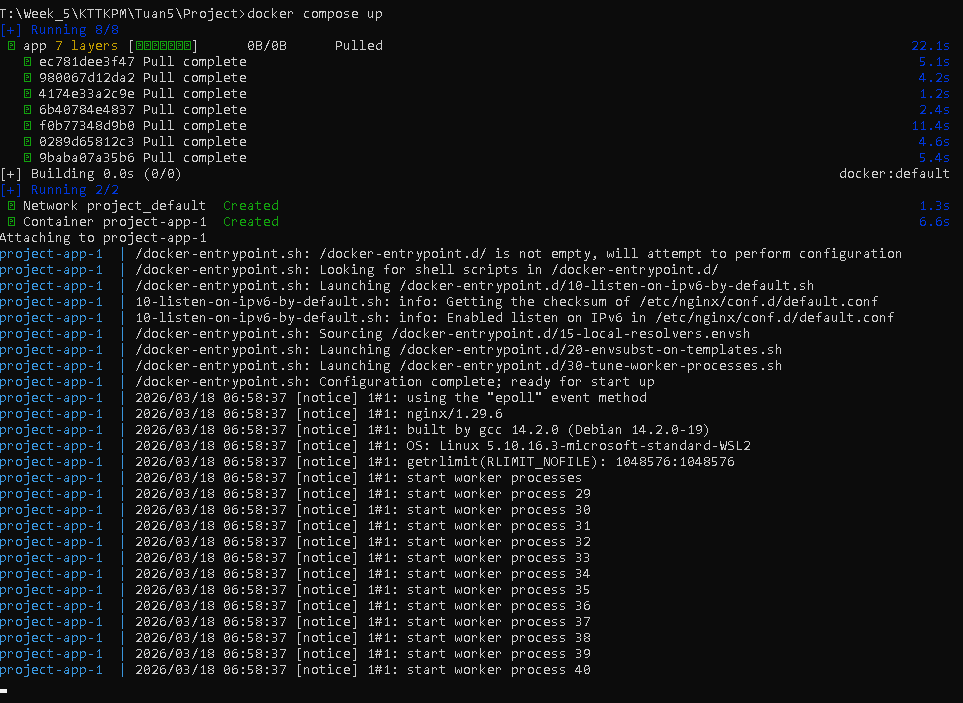 T:\Week_5\KTTKPM\Tuan5\Project>docker compose up
[+] Running 8/8
app 7 layers [] 0B/0B Pulled 22.1s
ec781dee3f47 Pull complete 5.1s
980067d12da2 Pull complete 4.2s
4174e33a2c9e Pull complete 1.2s
6b40784e4837 Pull complete 2.4s
f0b77348d9b0 Pull complete 11.4s
0289d65812c3 Pull complete 4.6s
9baba07a35b6 Pull complete 5.4s
[+] Building 0.0s (0/0) docker:default
[+] Running 2/2
Network project_default Created 1.3s
Container project-app-1 Created 6.6s
Attaching to project-app-1
project-app-1 | /docker-entrypoint.sh: /docker-entrypoint.d/ is not empty, will attempt to perform configuration
project-app-1 | /docker-entrypoint.sh: Looking for shell scripts in /docker-entrypoint.d/
project-app-1 | /docker-entrypoint.sh: Launching /docker-entrypoint.d/10-listen-on-ipv6-by-default.sh
project-app-1 | 10-listen-on-ipv6-by-default.sh: info: Getting the checksum of /etc/nginx/conf.d/default.conf
project-app-1 | 10-listen-on-ipv6-by-default.sh: info: Enabled listen on IPv6 in /etc/nginx/conf.d/default.conf
project-app-1 | /docker-entrypoint.sh: Sourcing /docker-entrypoint.d/15-local-resolvers.envsh
project-app-1 | /docker-entrypoint.sh: Launching /docker-entrypoint.d/20-envsubst-on-templates.sh
project-app-1 | /docker-entrypoint.sh: Launching /docker-entrypoint.d/30-tune-worker-processes.sh
project-app-1 | /docker-entrypoint.sh: Configuration complete; ready for start up
project-app-1 | 2026/03/18 06:58:37 [notice] 1#1: using the "epoll" event method
project-app-1 | 2026/03/18 06:58:37 [notice] 1#1: nginx/1.29.6
project-app-1 | 2026/03/18 06:58:37 [notice] 1#1: built by gcc 14.2.0 (Debian 14.2.0-19)
project-app-1 | 2026/03/18 06:58:37 [notice] 1#1: OS: Linux 5.10.16.3-microsoft-standard-WSL2
project-app-1 | 2026/03/18 06:58:37 [notice] 1#1: getrlimit(RLIMIT_NOFILE): 1048576:1048576
project-app-1 | 2026/03/18 06:58:37 [notice] 1#1: start worker processes
project-app-1 | 2026/03/18 06:58:37 [notice] 1#1: start worker process 29
project-app-1 | 2026/03/18 06:58:37 [notice] 1#1: start worker process 30
project-app-1 | 2026/03/18 06:58:37 [notice] 1#1: start worker process 31
project-app-1 | 2026/03/18 06:58:37 [notice] 1#1: start worker process 32
project-app-1 | 2026/03/18 06:58:37 [notice] 1#1: start worker process 33
project-app-1 | 2026/03/18 06:58:37 [notice] 1#1: start worker process 34
project-app-1 | 2026/03/18 06:58:37 [notice] 1#1: start worker process 35
project-app-1 | 2026/03/18 06:58:37 [notice] 1#1: start worker process 36
project-app-1 | 2026/03/18 06:58:37 [notice] 1#1: start worker process 37
project-app-1 | 2026/03/18 06:58:37 [notice] 1#1: start worker process 38
project-app-1 | 2026/03/18 06:58:37 [notice] 1#1: start worker process 39
project-app-1 | 2026/03/18 06:58:37 [notice] 1#1: start worker process 40